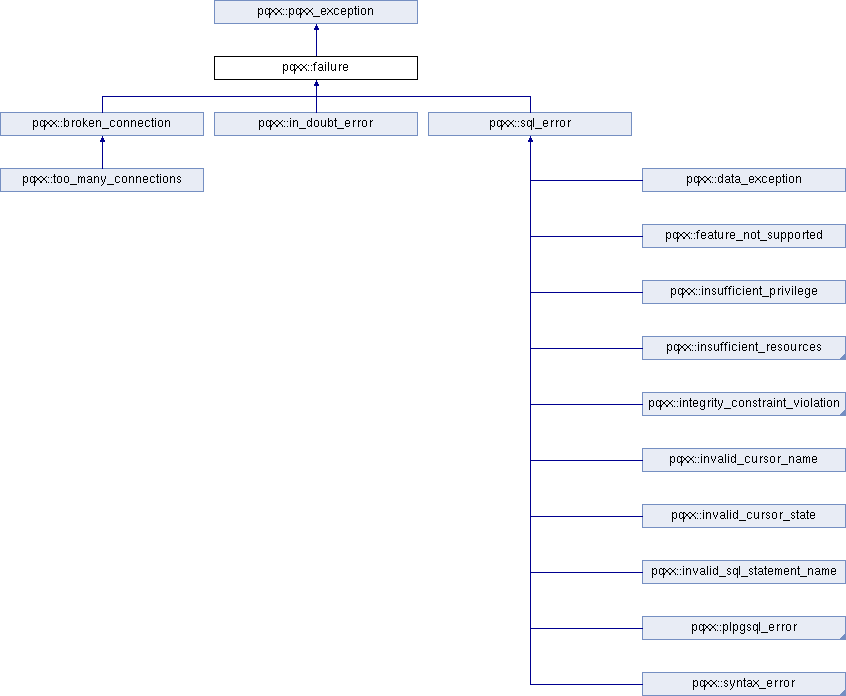 pqxx::pqxx_exception
pqxx::failure
pqxx::broken_connection
pqxx::in_doubt_error
pqxx::sql_error
pqxx::too_many_connections
pqxx::data_exception
pqxx::feature_not_supported
pqxx::insufficient_privilege
pqxx::insufficient_resources
pqxx::integrity_constraint_violation
pqxx::invalid_cursor_name
pqxx::invalid_cursor_state
pqxx::invalid_sql_statement_name
pqxx::plpgsql_error
pqxx::syntax_error